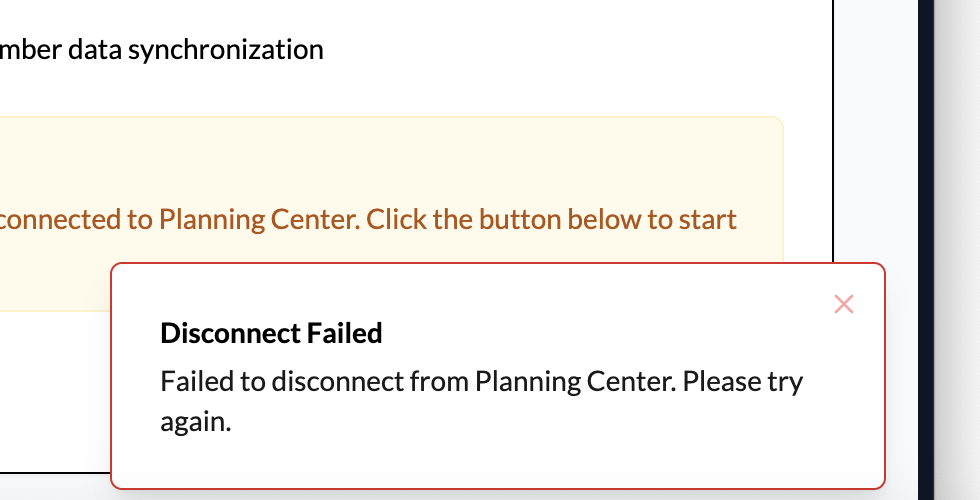 data synchronization
connected to Planning Center. Click the button below to start
Disconnect Failed
Failed to disconnect from Planning Center. Please try
again.